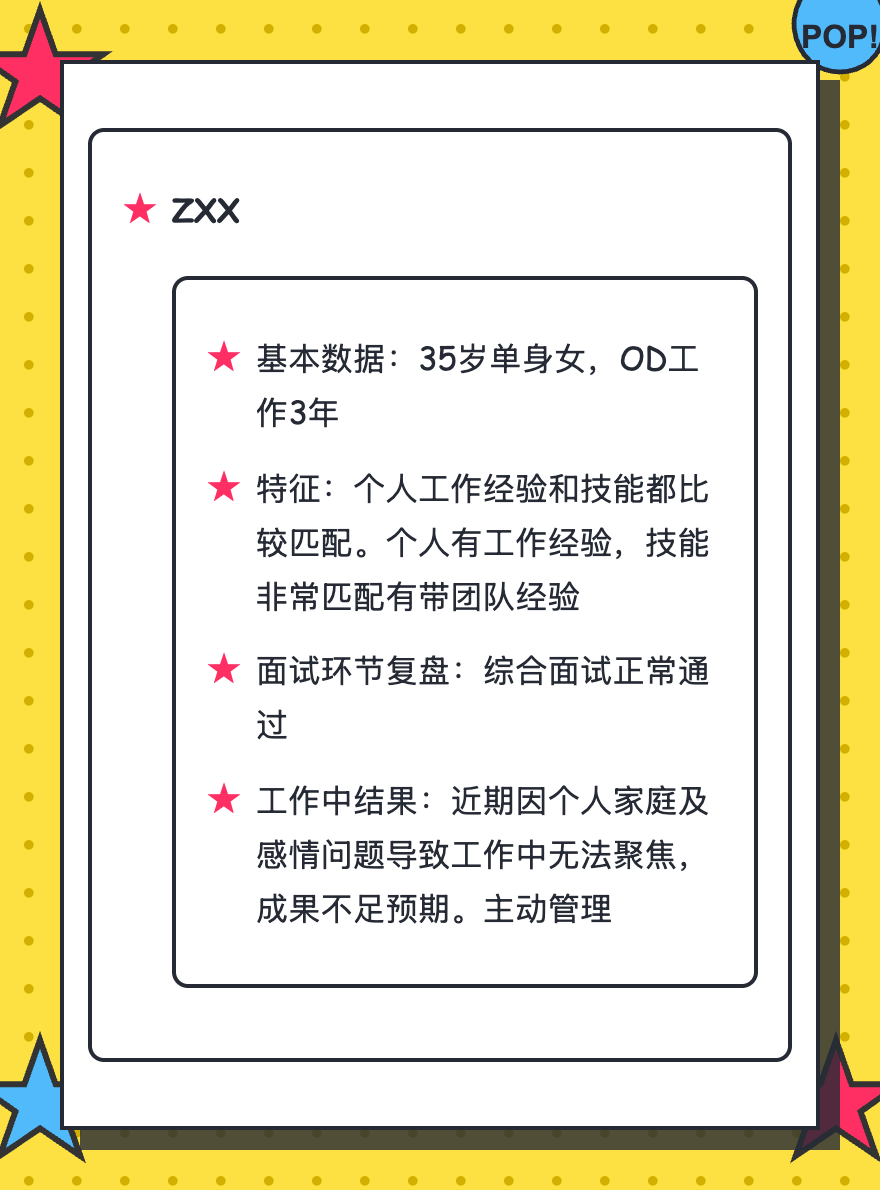 POP!
ZXX
基本数据：35岁单身女，OD工
作3年
特征：个人工作经验和技能都比
较匹配。个人有工作经验，技能
非常匹配有带团队经验
面试环节复盘：综合面试正常通
过
工作中结果：近期因个人家庭及
感情问题导致工作中无法聚焦，
成果不足预期。主动管理